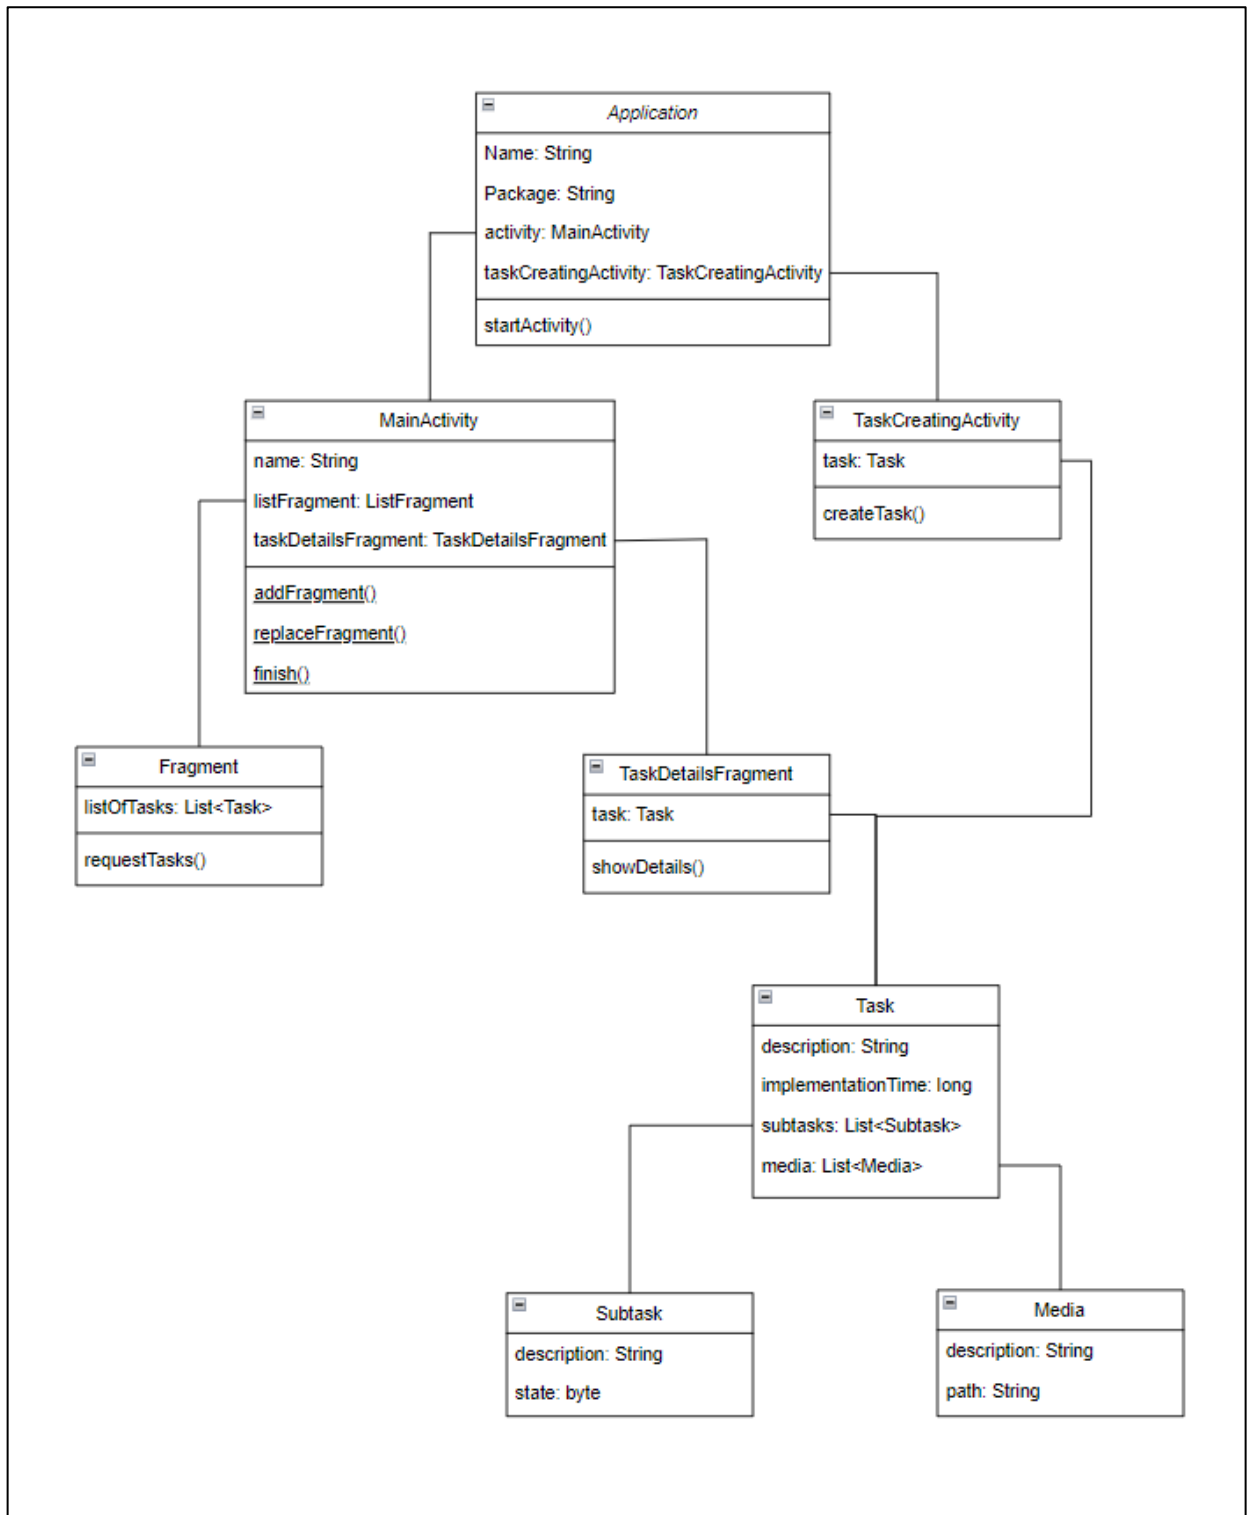 Application
Name: String
Package: String
activity: MainActivity
taskCreatingActivity: TaskCreatingActivity
startActivity()
MainActivity
name: String
listFragment: ListFragment
taskDetailsFragment: TaskDetailsFragment
addFragment()
replaceFragment()
finish()
TaskCreatingActivity
task: Task
createTask()
Fragment
listOfTasks: List<Task>
requestTasks()
TaskDetailsFragment
task: Task
showDetails()
Task
description: String
implementationTime: long
subtasks: List<Subtask>
media: List<Media>
Subtask
description: String
state: byte
Media
description: String
path: String